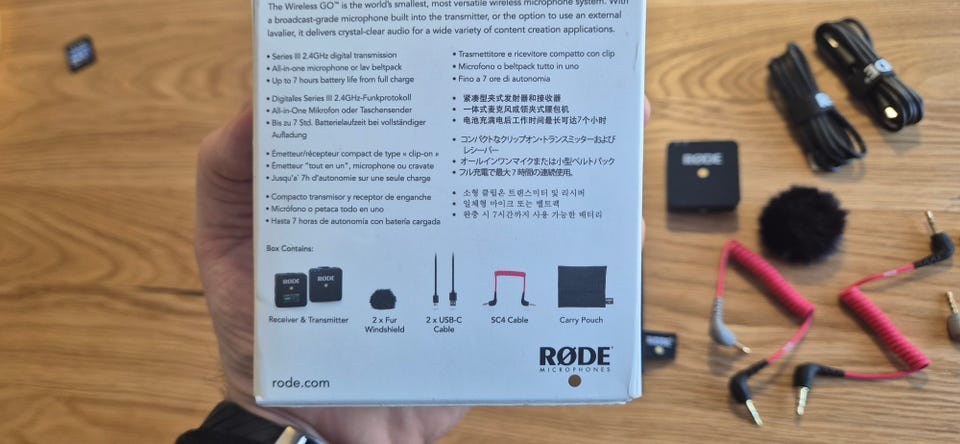 The Wireless GO™ is the world's smallest, most versatile wireless microphone system. With
a broadcast-grade microphone built into the transmitter, or the option to use an external
lavalier, it delivers crystal-clear audio for a wide variety of content creation applications.
• Series III 2.4GHz digital transmission
• All-in-one microphone or lav beltpack
• Up to 7 hours battery life from full charge
• Digitales Series III 2.4GHz-Funkprotokoll
• All-in-One Mikrofon oder Taschensender
• Bis zu 7 Std. Batterielaufzeit bei vollständiger
Aufladung
• Émetteur/récepteur compact de type « clip-on »
• Émetteur "tout en un", microphone ou cravate
• Jusqu'a' 7h d'autonomie sur une seule charge
• Compacto transmisor y receptor de enganche
• Micrófono o petaca todo en uno
• Hasta 7 horas de autonomía con batería cargada
• Trasmettitore e ricevitore compatto con clip
• Microfono o beltpack tutto in uno
• Fino a 7 ore di autonomia
• 紧凑型夹式发射器和接收器
• 一体式麦克风或领夹式腰包机
• 电池充满电后工作时间最长可达7个小时
• コンパクトなクリップオン・トランスミッターおよび
レシーバー
• オールインワンマイクまたは小型ベルトパック
• フル充電で最大7時間の連続使用。
• 소형 클립온 트랜스미터 및 리시버
• 일체형 마이크 또는 벨트팩
• 완충 시 7시간까지 사용 가능한 배터리
Box Contains:
RØDE
RØDE
Receiver & Transmitter
2 x Fur
Windshield
2 x USB-C
Cable
SC4 Cable
Carry Pouch
RØDE
MICROPHONES
rode.com
RØDE